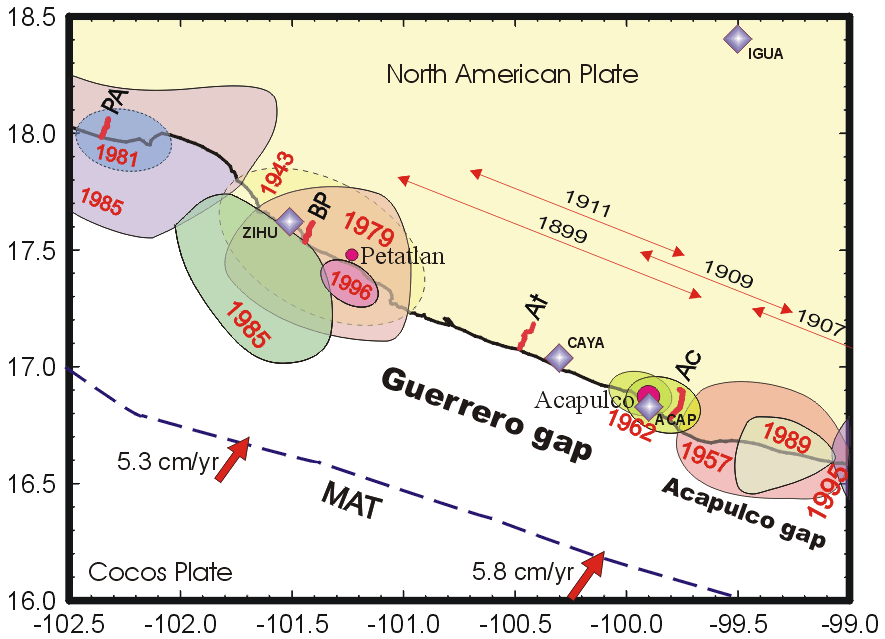 18.5
18.0
17.5
17.0
16.5
16.0
-102.5
-102.0
-101.5
-101.0
-100.5
-100.0
-99.5
-99.0
IGUA
North American Plate
PA
1981
1985
1943
BP
ZIHU
1979
Petatlan
1996
1985
1911
1899
1909
1907
At
CAYA
Ac
Acapulco
ACAP
1962
Guerrero gap
1957
1989
1995
Acapulco gap
5.3 cm/yr
MAT
5.8 cm/yr
Cocos Plate